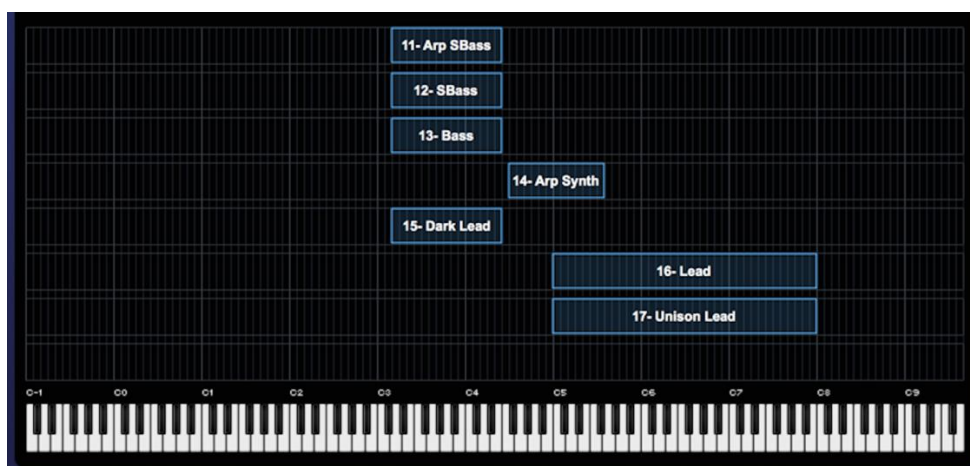 11- Arp SBass
12- SBass
13- Bass
14- Arp Synth
15- Dark Lead
16- Lead
17- Unison Lead
C-1 C0 C1 C2 C3 C4 C5 C6 C7 C8 C9